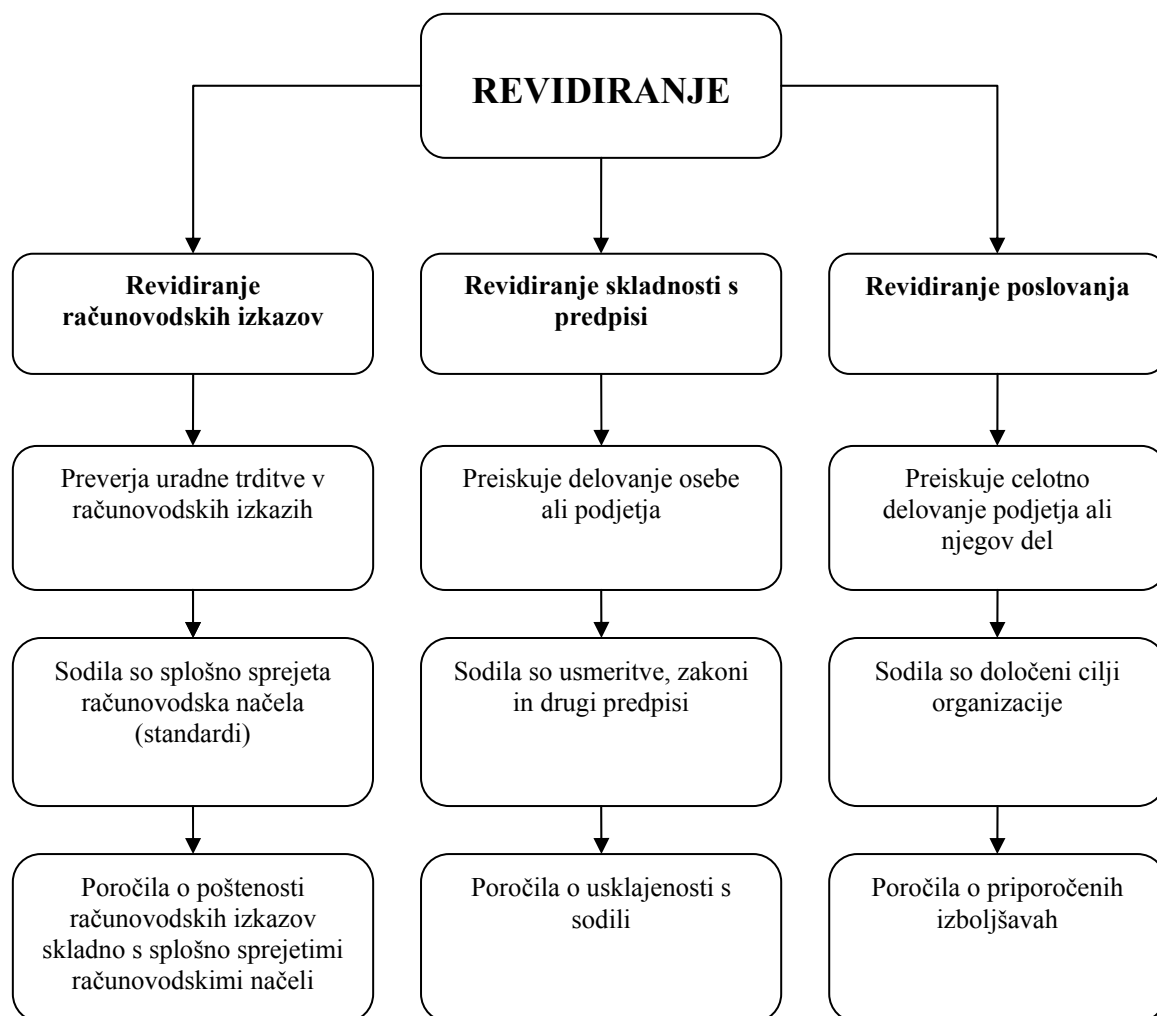 REVIDIRANJE
Revidiranje
računovodskih izkazov
Revidiranje skladnosti s
predpisi
Revidiranje poslovanja
Preverja uradne trditve v
računovodskih izkazih
Preiskuje delovanje osebe
ali podjetja
Preiskuje celotno
delovanje podjetja ali
njegov del
Sodila so splošno sprejeta
računovodska načela
(standardi)
Sodila so usmeritve, zakoni
in drugi predpisi
Sodila so določeni cilji
organizacije
Poročila o poštenosti
računovodskih izkazov
skladno s splošno sprejetimi
računovodskimi načeli
Poročila o usklajenosti s
sodili
Poročila o priporočenih
izboljšavah